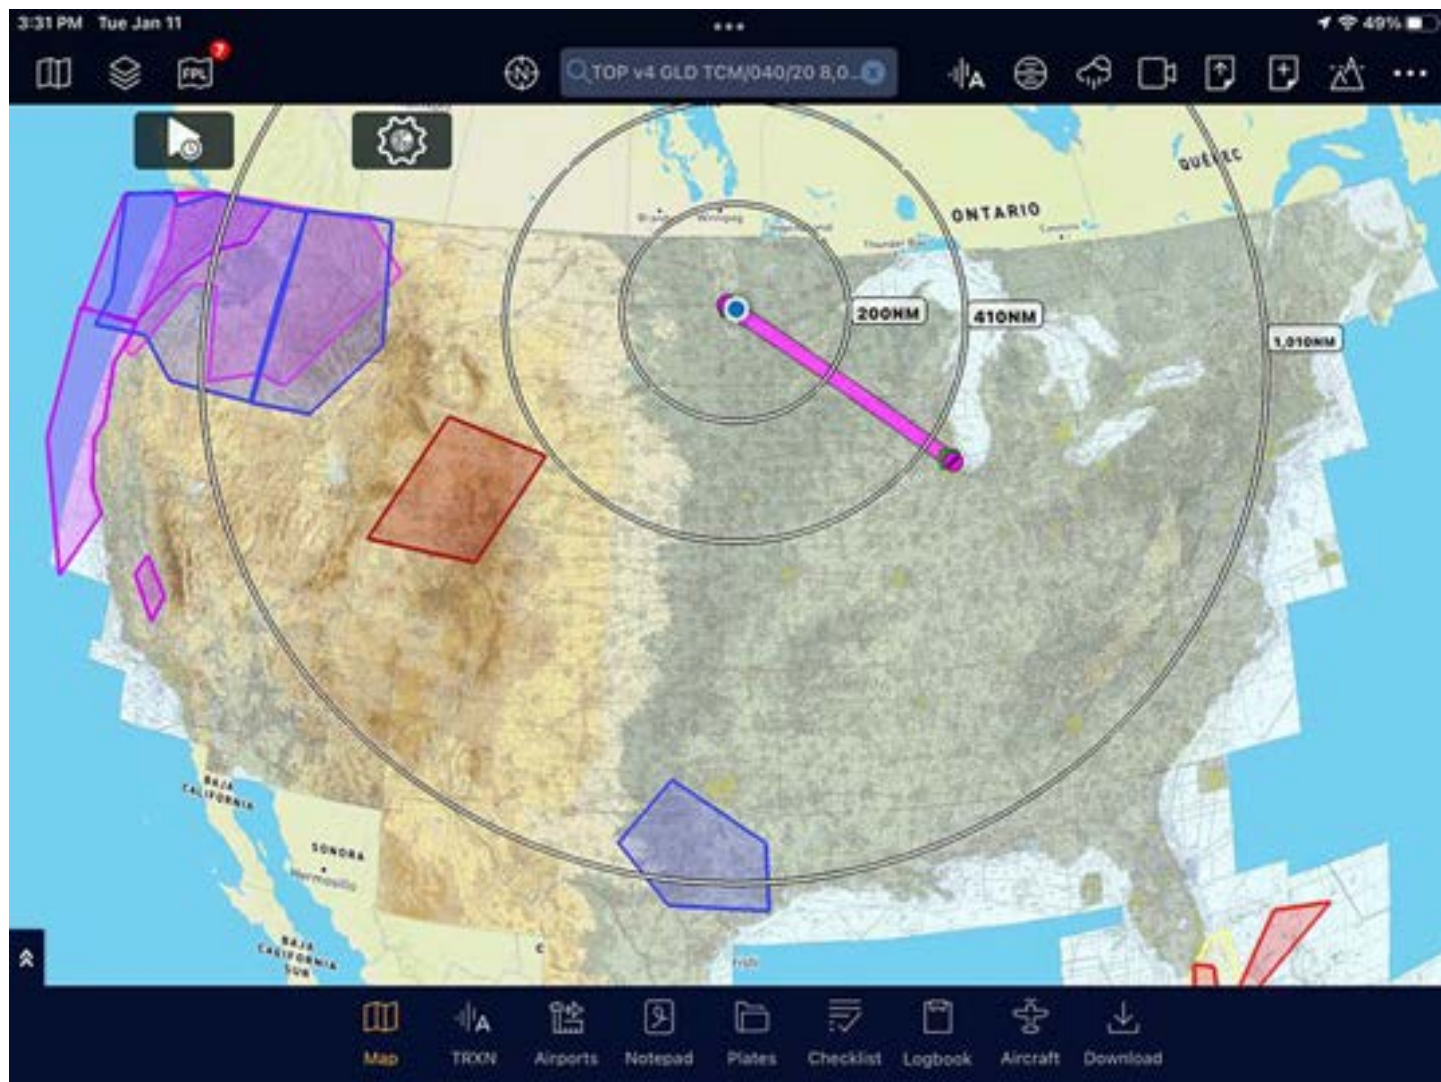 3:31 PM Tue Jan 11
49%
FPL
7
N
TOP v4 GLD TCM/040/20 8,0...
A
QUÉBEC
ONTARIO
Winnipeg
Thunder Bay
200NM
410NM
1,010NM
BAJA
CALIFORNIA
SONORA
Hermosillo
BAJA
CALIFORNIA
SUR
C
A
Map
TRXN
Airports
Notepad
Plates
Checklist
Logbook
Aircraft
Download